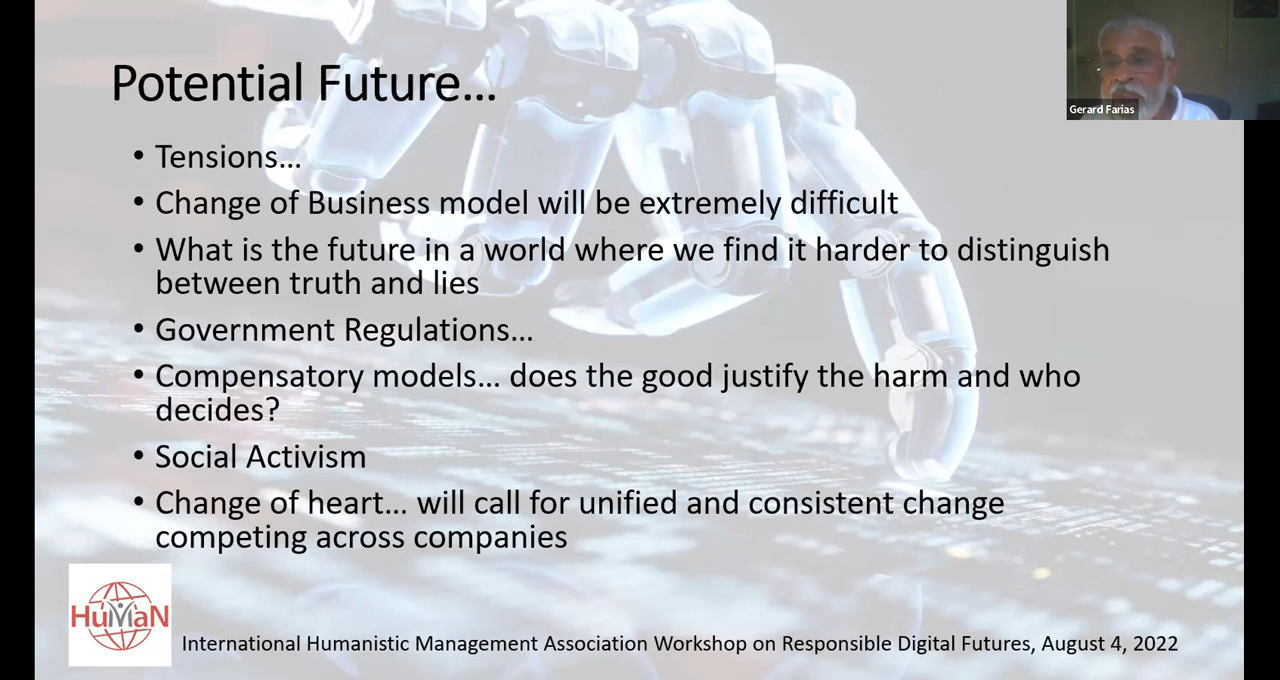 Potential Future...
Gerard Farias
• Tensions...
• Change of Business model will be extremely difficult
• What is the future in a world where we find it harder to distinguish
between truth and lies
• Government Regulations...
• Compensatory models... does the good justify the harm and who
decides?
• Social Activism
• Change of heart... will call for unified and consistent change
competing across companies
HuMaN
International Humanistic Management Association Workshop on Responsible Digital Futures, August 4, 2022